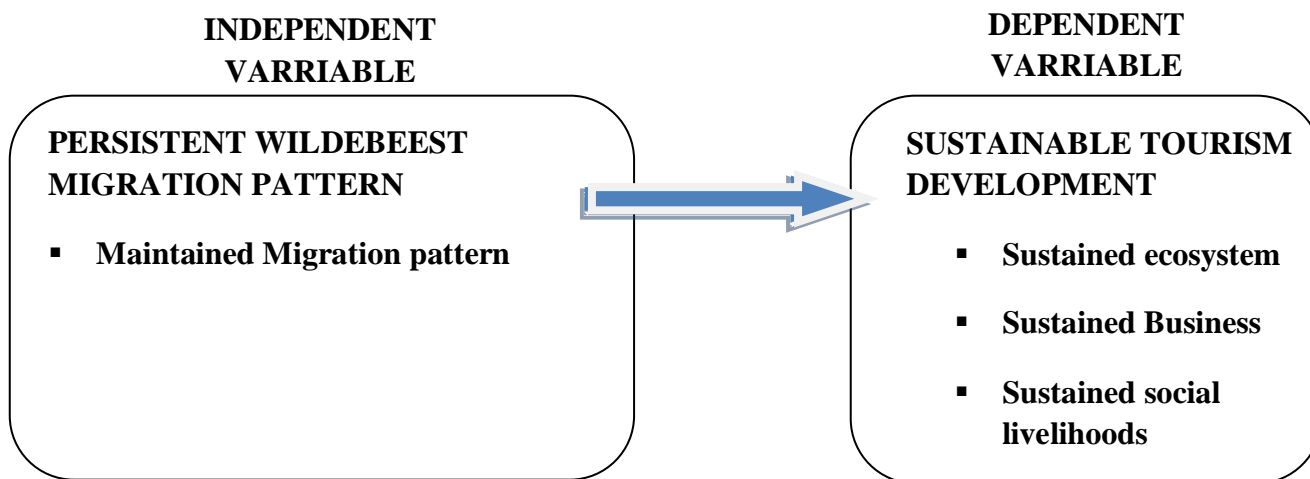 INDEPENDENT
VARRIABLE
PERSISTENT WILDEBEEST
MIGRATION PATTERN
▪ Maintained Migration pattern
DEPENDENT
VARRIABLE
SUSTAINABLE TOURISM
DEVELOPMENT
▪ Sustained ecosystem
▪ Sustained Business
▪ Sustained social
livelihoods